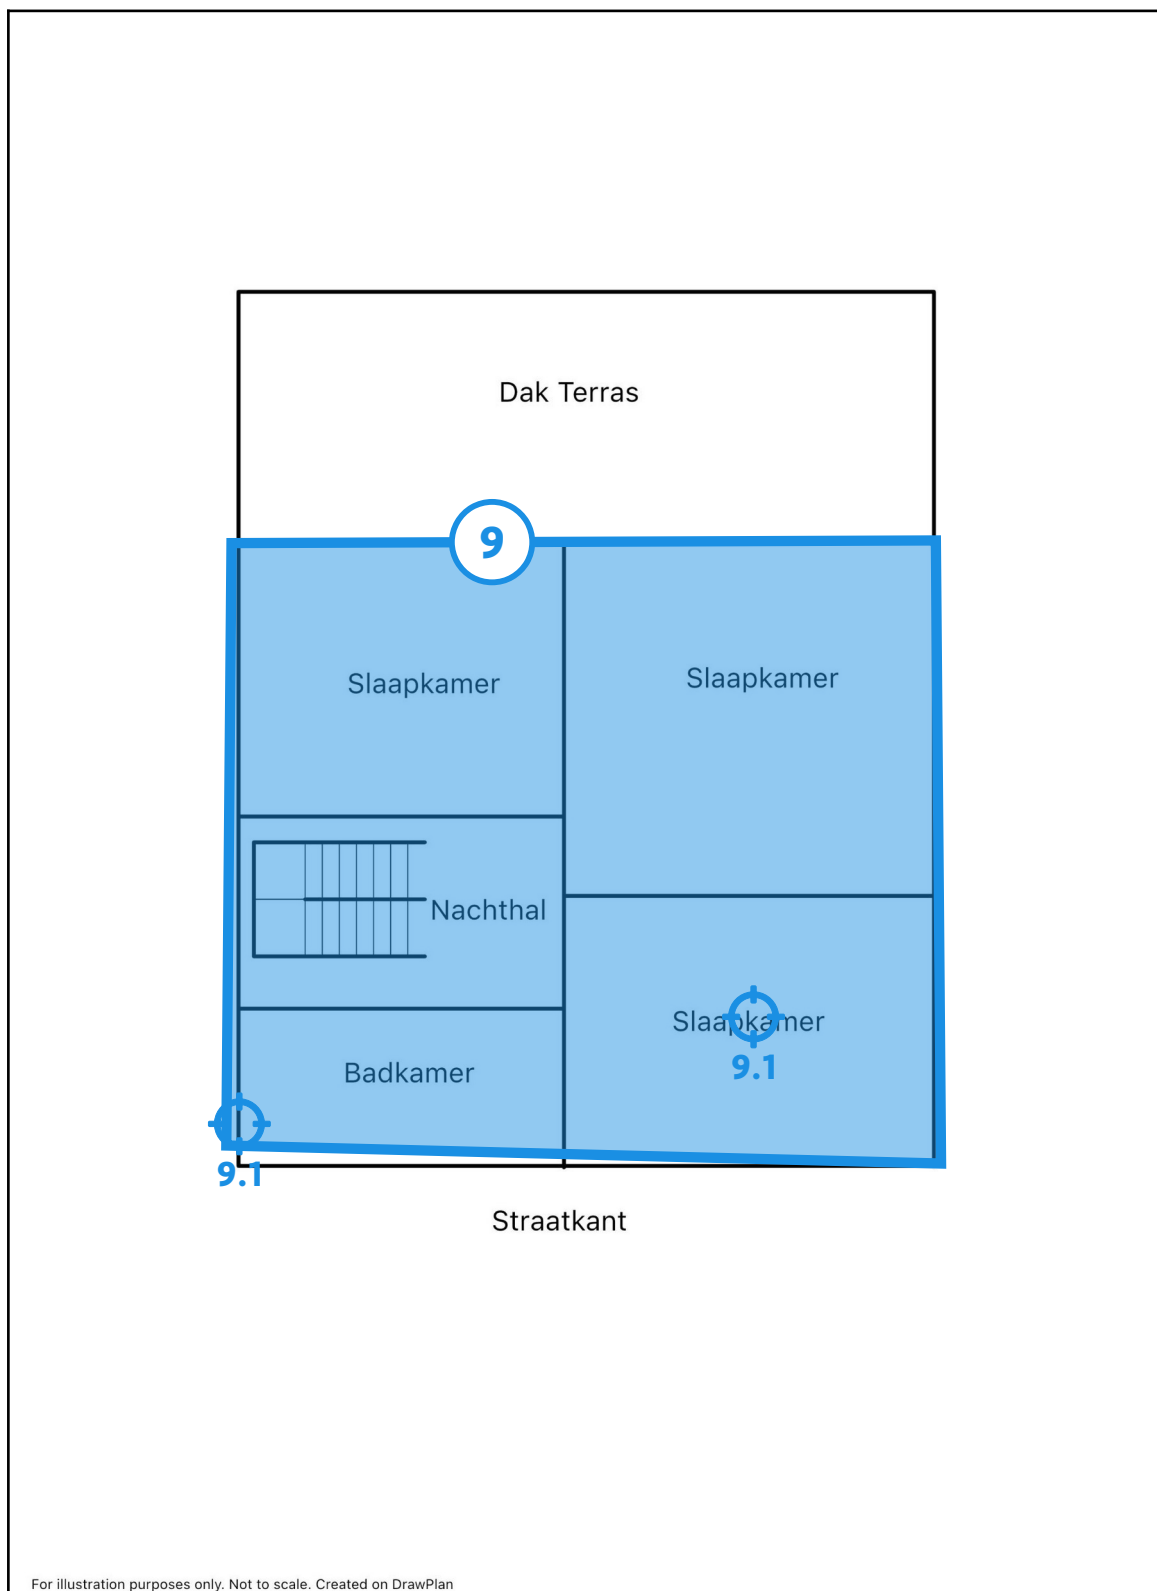 Dak Terras
9
Slaapkamer
Slaapkamer
Nachthal
Slaapkamer
9.1
Badkamer
9.1
Straatkant
For illustration purposes only. Not to scale. Created on DrawPlan